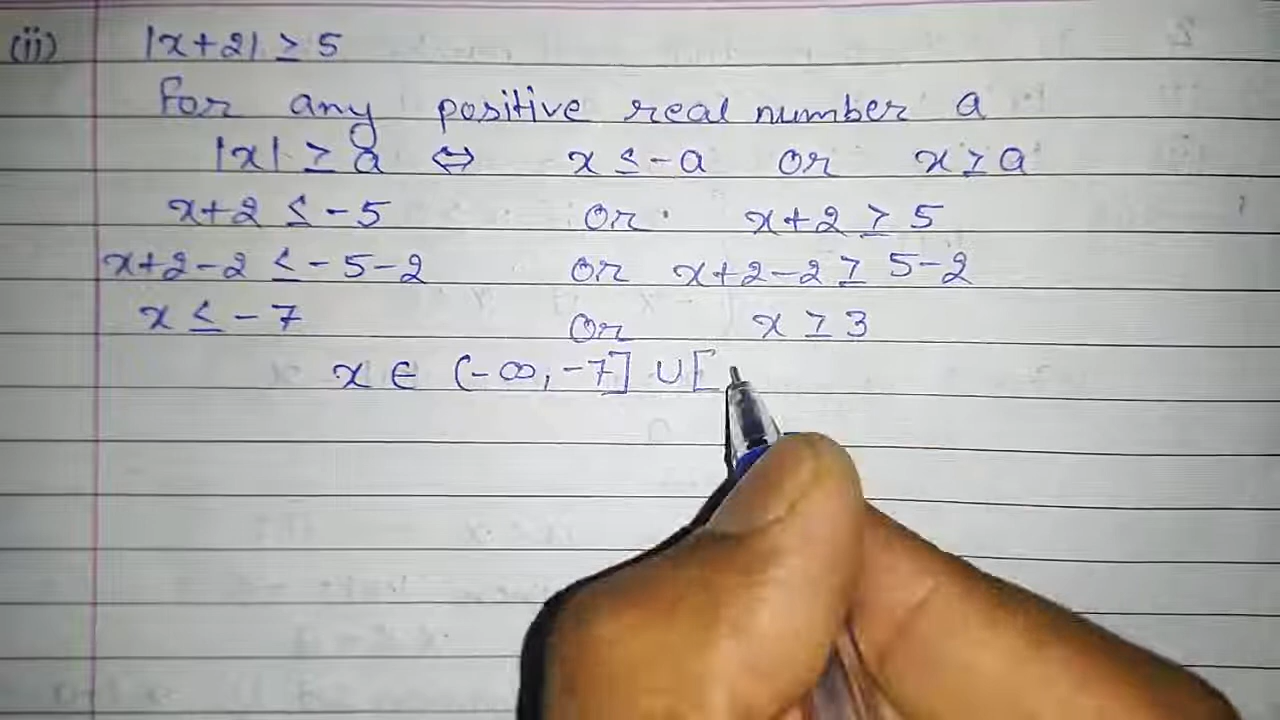 (ii) |x+2| ≥ 5
For any positive real number a
|x| ≥ a ⇔ x ≤ -a or x ≥ a
x+2 ≤ -5 or x+2 ≥ 5
x+2-2 ≤ -5-2 or x+2-2 ≥ 5-2
x ≤ -7 or x ≥ 3
x ∈ (-∞, -7] ∪ [